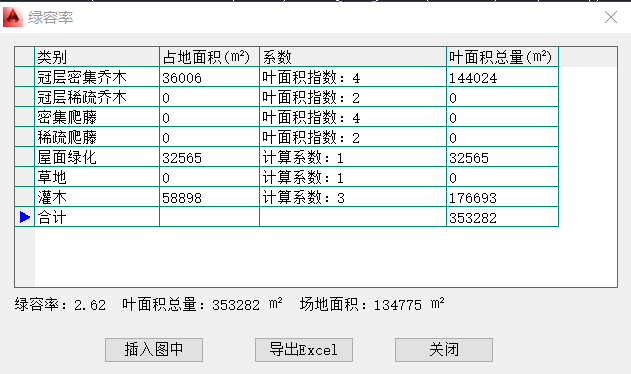 绿容率
类别 占地面积(㎡) 系数 叶面积总量(㎡)
冠层密集乔木 36006 叶面积指数：4 144024
冠层稀疏乔木 0 叶面积指数：2 0
密集爬藤 0 叶面积指数：4 0
稀疏爬藤 0 叶面积指数：2 0
屋面绿化 32565 计算系数：1 32565
草地 0 计算系数：1 0
灌木 58898 计算系数：3 176693
合计 353282
绿容率：2.62 叶面积总量：353282 ㎡ 场地面积：134775 ㎡
插入图中 导出Excel 关闭